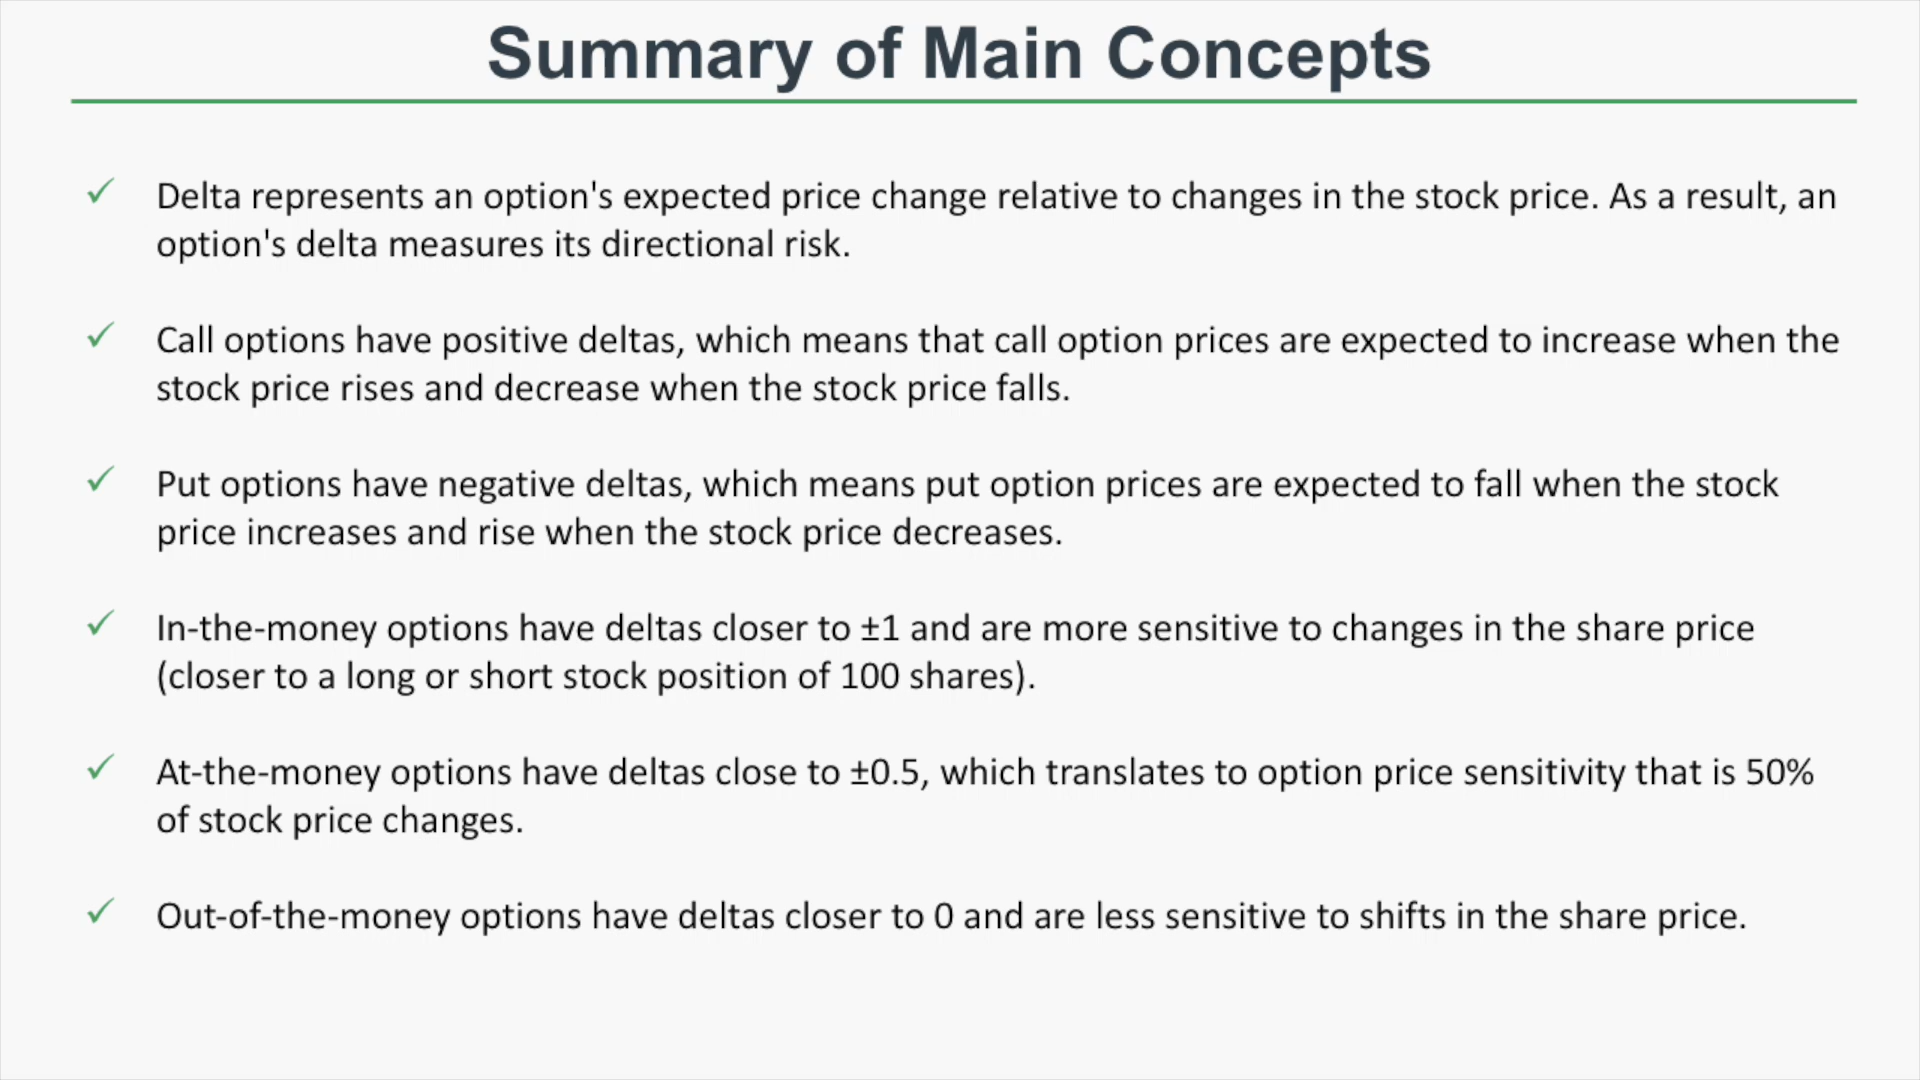 Summary of Main Concepts
✓ Delta represents an option's expected price change relative to changes in the stock price. As a result, an
option's delta measures its directional risk.
✓ Call options have positive deltas, which means that call option prices are expected to increase when the
stock price rises and decrease when the stock price falls.
✓ Put options have negative deltas, which means put option prices are expected to fall when the stock
price increases and rise when the stock price decreases.
✓ In-the-money options have deltas closer to ±1 and are more sensitive to changes in the share price
(closer to a long or short stock position of 100 shares).
✓ At-the-money options have deltas close to ±0.5, which translates to option price sensitivity that is 50%
of stock price changes.
✓ Out-of-the-money options have deltas closer to 0 and are less sensitive to shifts in the share price.